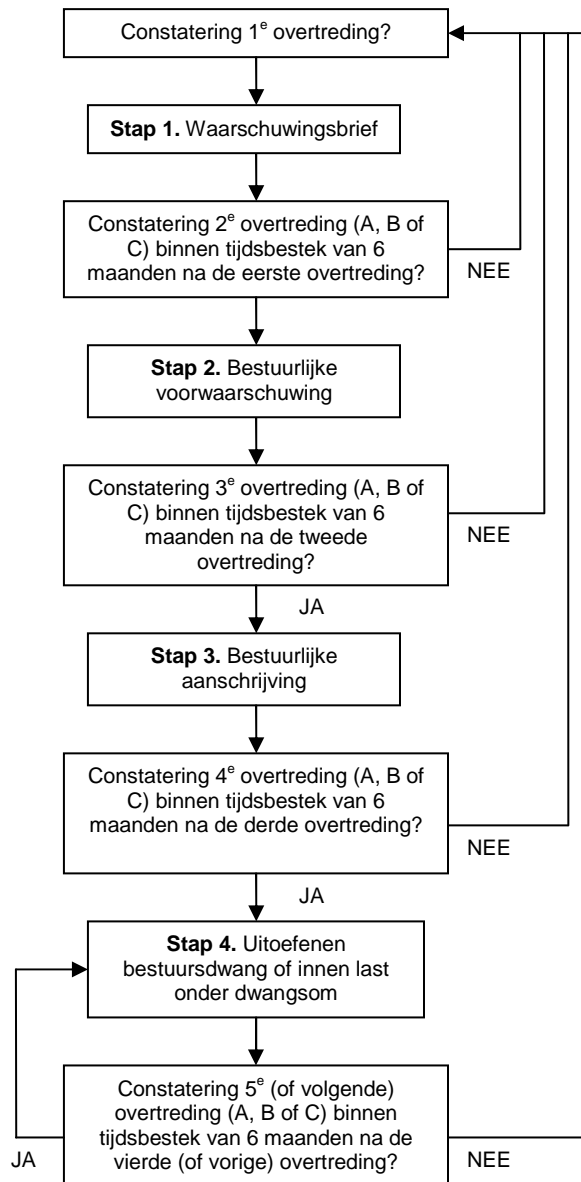 Constatering 1e overtreding?
Stap 1. Waarschuwingsbrief
Constatering 2e overtreding (A, B of
C) binnen tijdsbestek van 6
maanden na de eerste overtreding?
NEE
Stap 2. Bestuurlijke
voorwaarschuwing
Constatering 3e overtreding (A, B of
C) binnen tijdsbestek van 6
maanden na de tweede
overtreding?
NEE
JA
Stap 3. Bestuurlijke
aanschrijving
Constatering 4e overtreding (A, B of
C) binnen tijdsbestek van 6
maanden na de derde overtreding?
NEE
JA
Stap 4. Uitoefenen
bestuursdwang of innen last
onder dwangsom
Constatering 5e (of volgende)
overtreding (A, B of C) binnen
tijdsbestek van 6 maanden na de
vierde (of vorige) overtreding?
JA
NEE